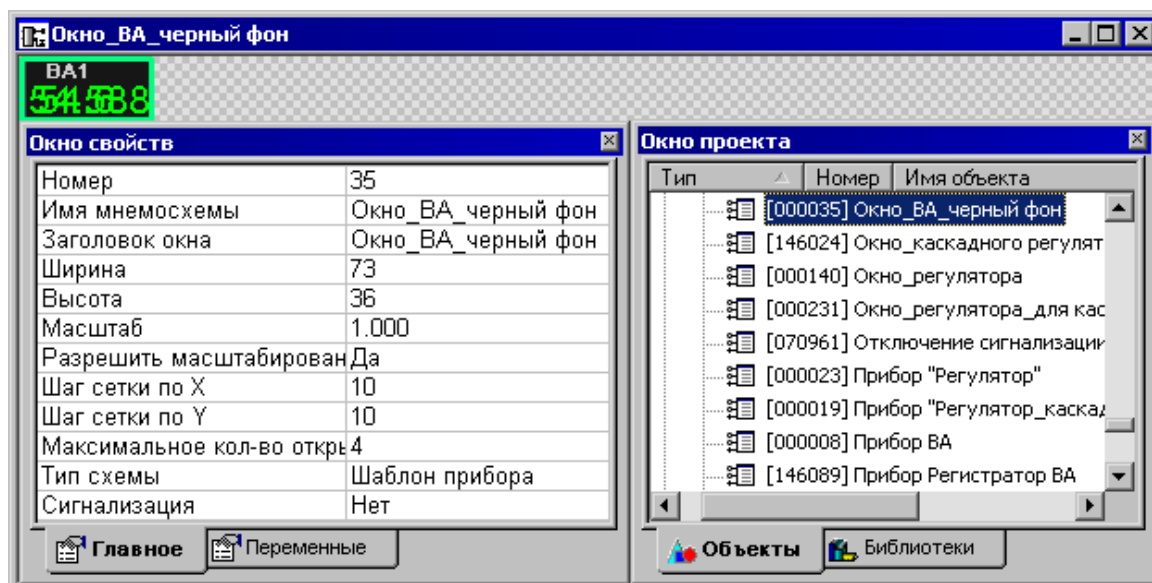 Окно_ВА_черный фон
BA1
Окно свойств
Номер 35
Имя мнемосхемы Окно_ВА_черный фон
Заголовок окна Окно_ВА_черный фон
Ширина 73
Высота 36
Масштаб 1.000
Разрешить масштабирован Да
Шаг сетки по X 10
Шаг сетки по Y 10
Максимальное кол-во откры 4
Тип схемы Шаблон прибора
Сигнализация Нет
Главное Переменные
Окно проекта
Тип Номер Имя объекта
[000035] Окно_ВА_черный фон
[146024] Окно_каскадного регулят
[000140] Окно_регулятора
[000231] Окно_регулятора_для кас
[070961] Отключение сигнализации
[000023] Прибор "Регулятор"
[000019] Прибор "Регулятор_каскад
[000008] Прибор ВА
[146089] Прибор Регистратор ВА
Объекты Библиотеки